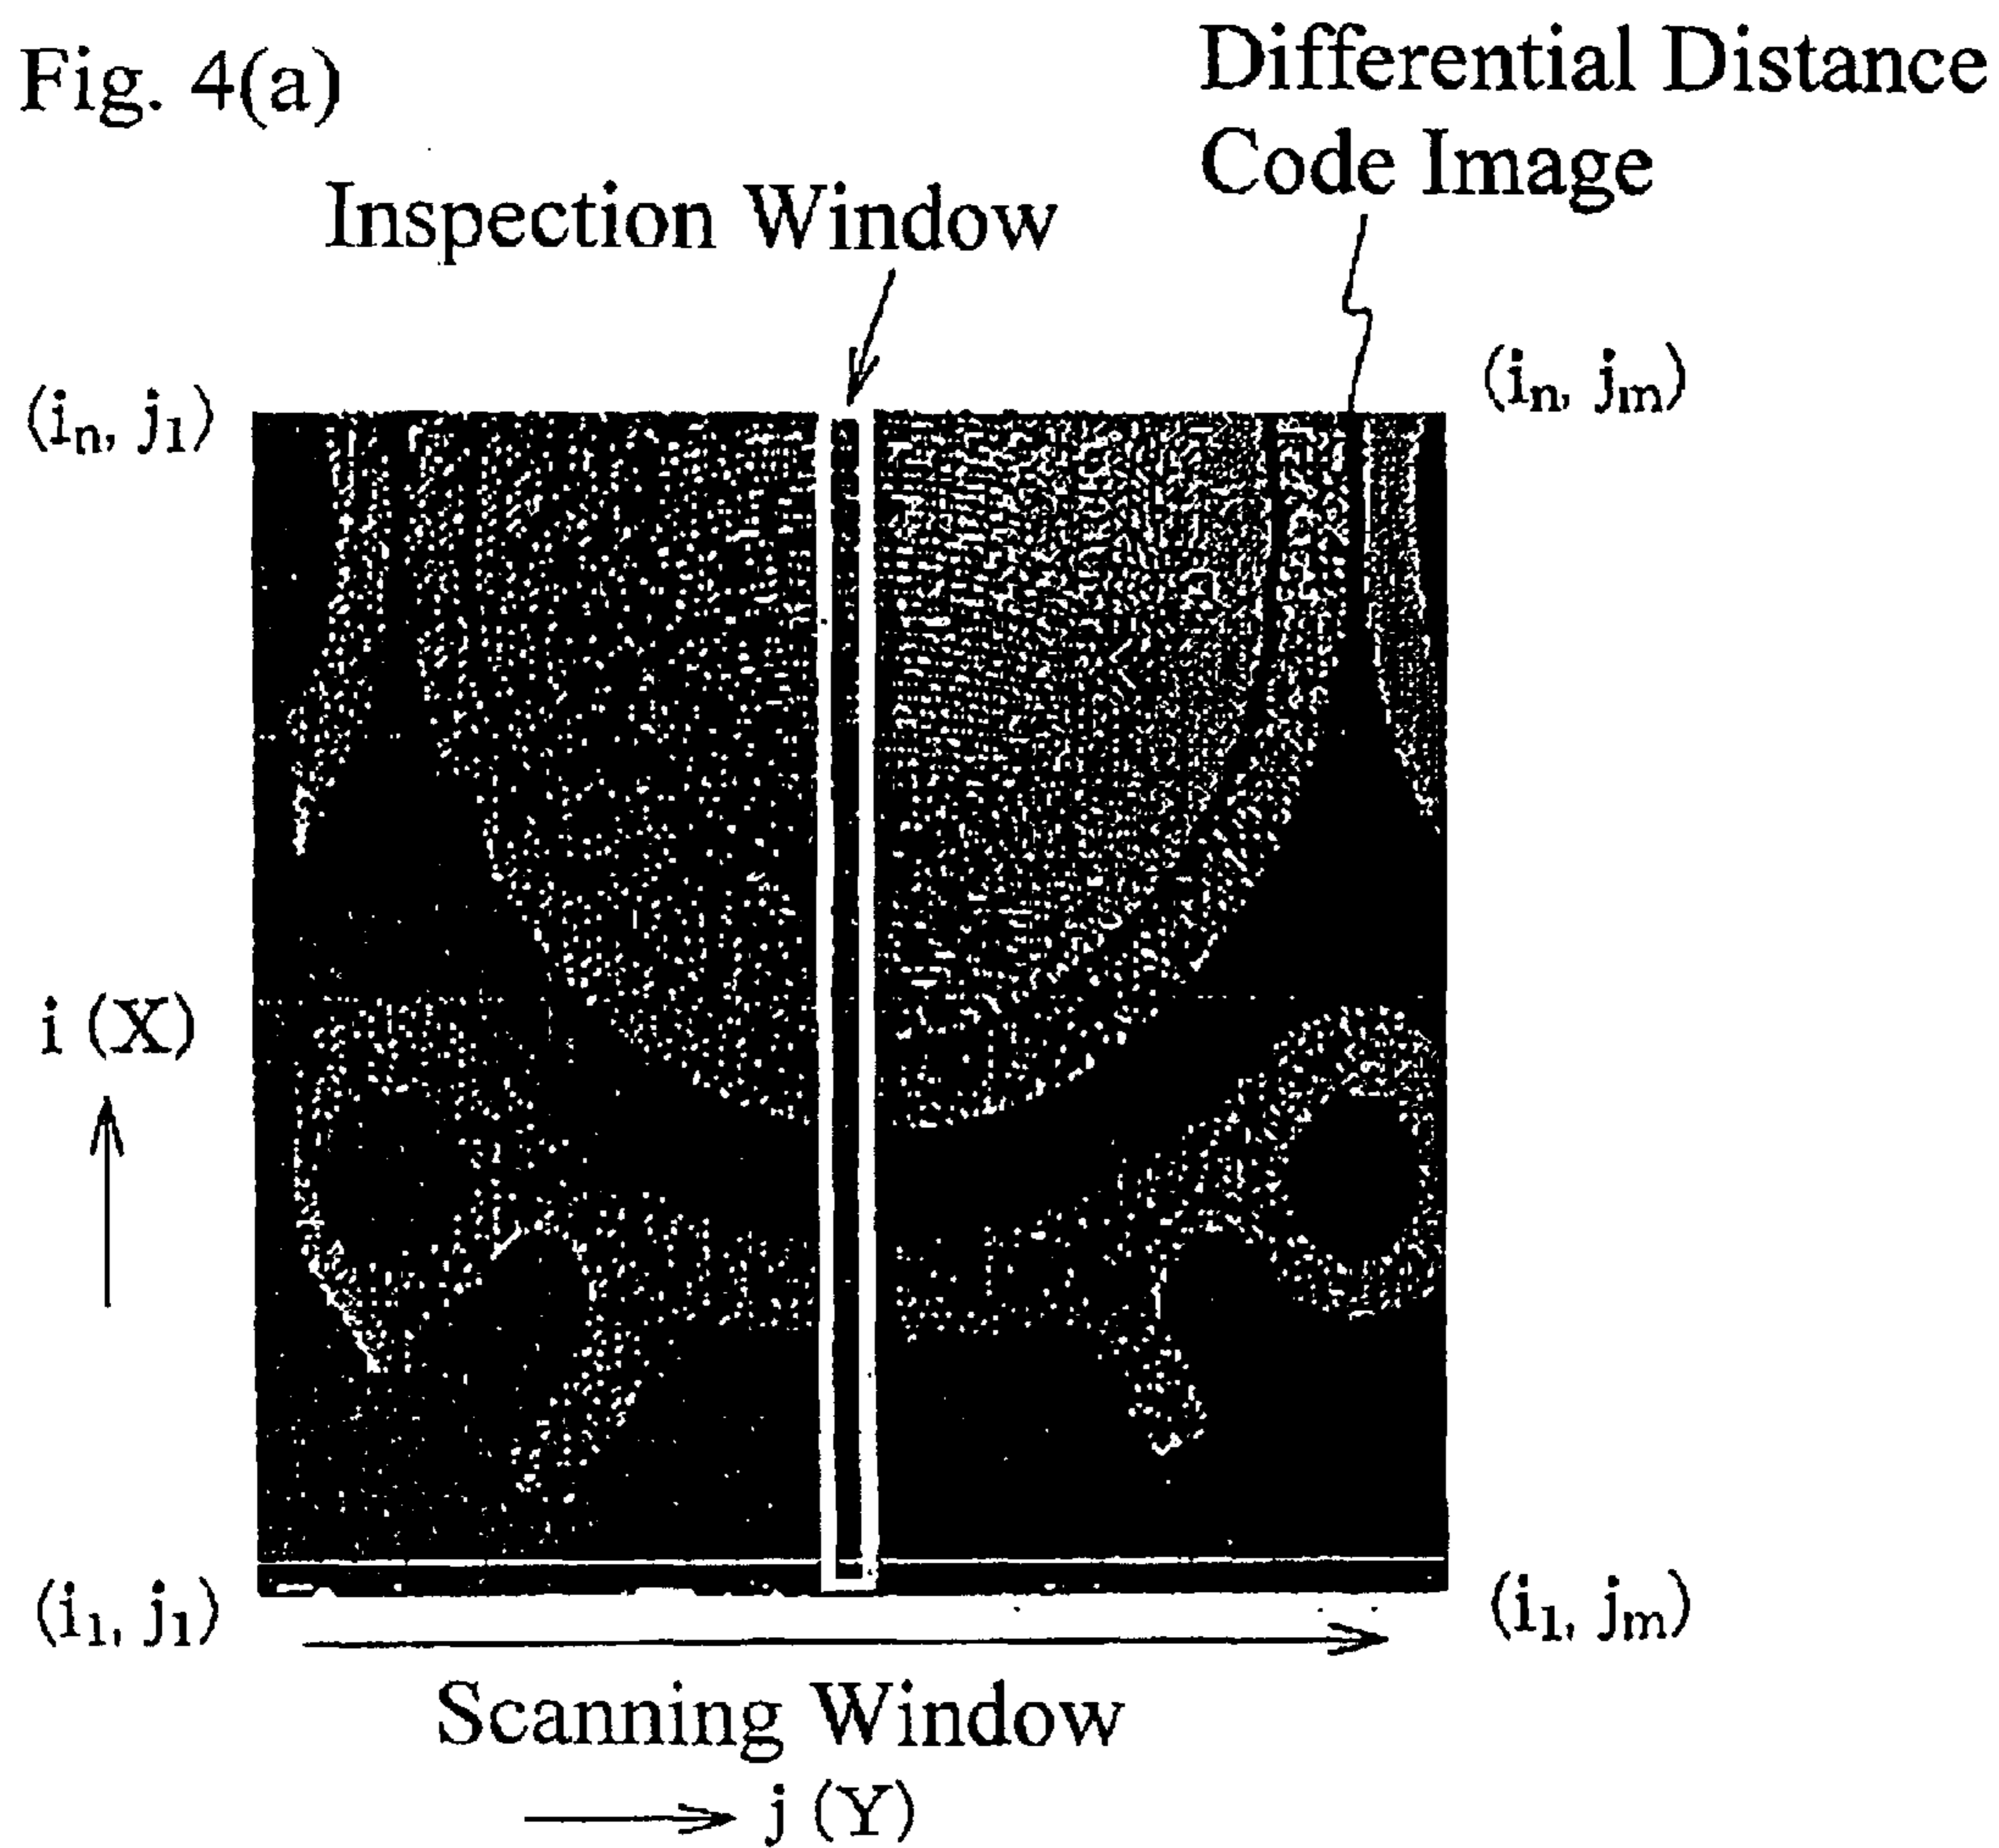 Fig. 4(a)
Differential Distance
Code Image
Inspection Window
(iₙ, j₁)
(iₙ, jₘ)
i (X)
(i₁, j₁)
(i₁, jₘ)
Scanning Window
j (Y)